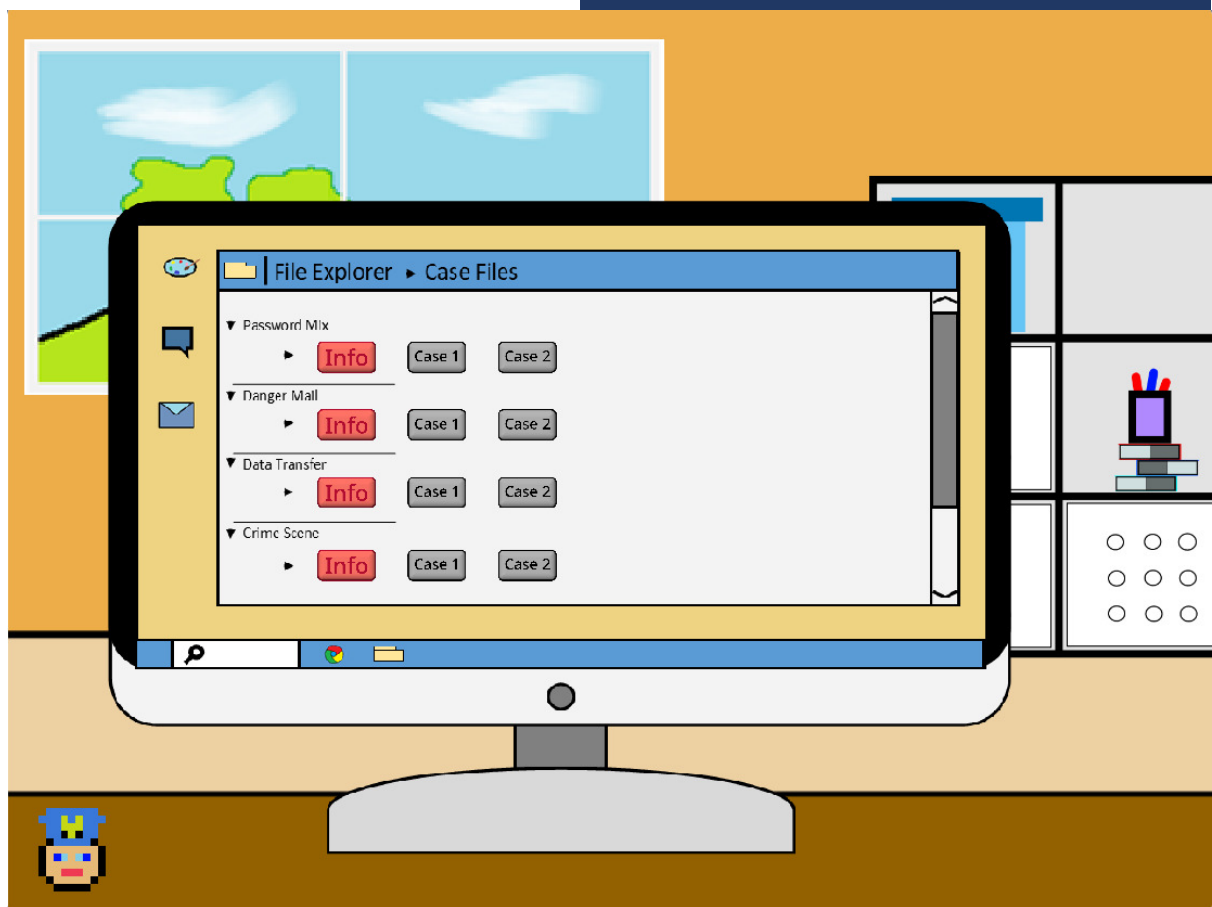 File Explorer ▸ Case Files
Password Mix
Info Case 1 Case 2
Danger Mail
Info Case 1 Case 2
Data Transfer
Info Case 1 Case 2
Crime Scene
Info Case 1 Case 2